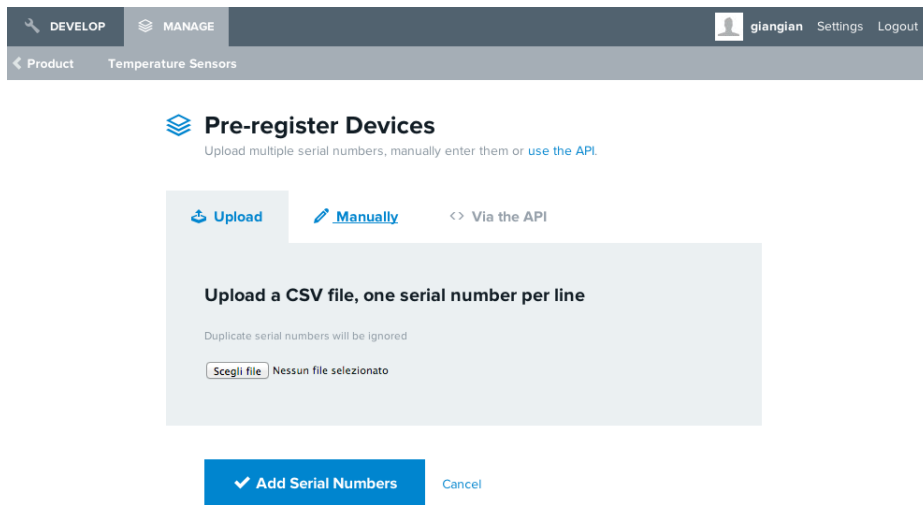 DEVELOP MANAGE giangian Settings Logout
Product Temperature Sensors
Pre-register Devices
Upload multiple serial numbers, manually enter them or use the API.
Upload Manually <> Via the API
Upload a CSV file, one serial number per line
Duplicate serial numbers will be ignored
Scegli file Nessun file selezionato
Add Serial Numbers Cancel